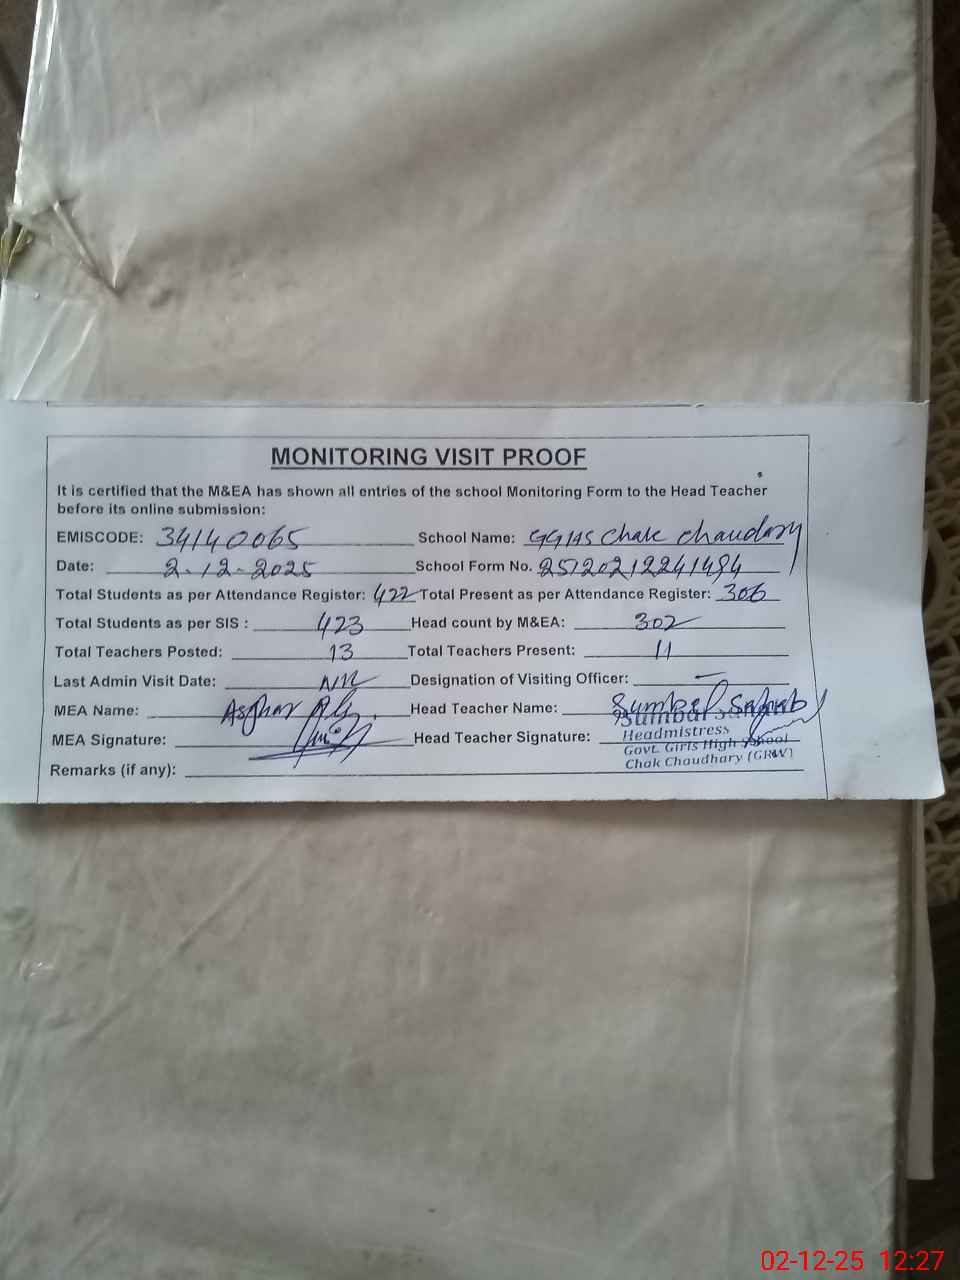 MONITORING VISIT PROOF
It is certified that the M&EA has shown all entries of the school Monitoring Form to the Head Teacher
before its online submission:
EMISCODE: 34140065 School Name: GGHS Chak Chaudary
Date: 2-12-2025 School Form No. 25120212241494
Total Students as per Attendance Register: 422 Total Present as per Attendance Register: 306
Total Students as per SIS : 423 Head count by M&EA: 302
Total Teachers Posted: 13 Total Teachers Present: 11
Last Admin Visit Date: Nil Designation of Visiting Officer: —
MEA Name: Asghar Aly Head Teacher Name: Sumbal
MEA Signature: Head Teacher Signature: Sumbal
Headmistress
Govt. Girls High School
Chak Chaudhary (GRW)
Remarks (if any):
02-12-25 12:27